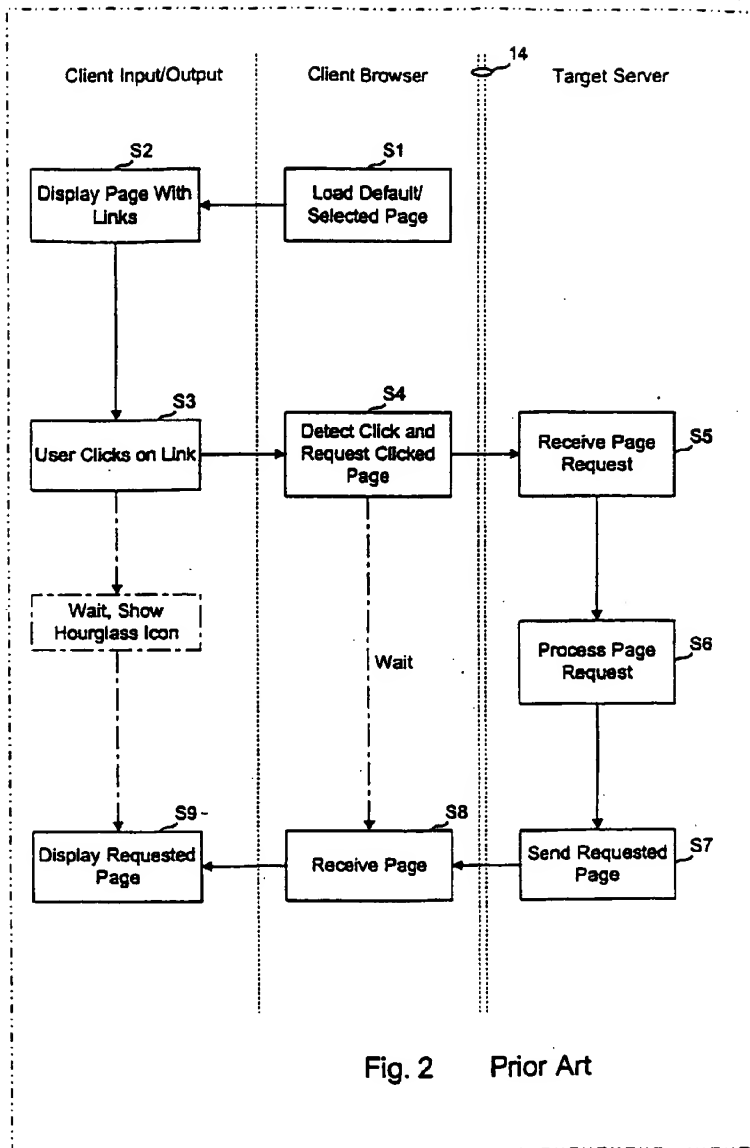 14
Client Input/Output
Client Browser
Target Server
S2
S1
Display Page With
Links
Load Default/
Selected Page
S3
S4
User Clicks on Link
Detect Click and
Request Clicked
Page
Receive Page
Request
S5
Wait, Show
Hourglass Icon
Wait
Process Page
Request
S6
S9
S8
Display Requested
Page
Receive Page
Send Requested
Page
S7
Fig. 2 Prior Art